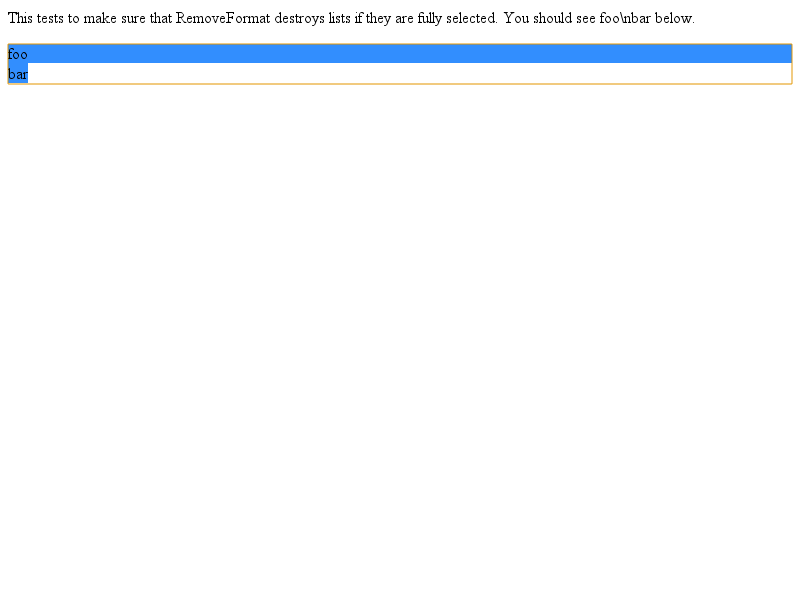 This tests to make sure that RemoveFormat destroys lists if they are fully selected. You should see foo\nbar below.
foo
bar